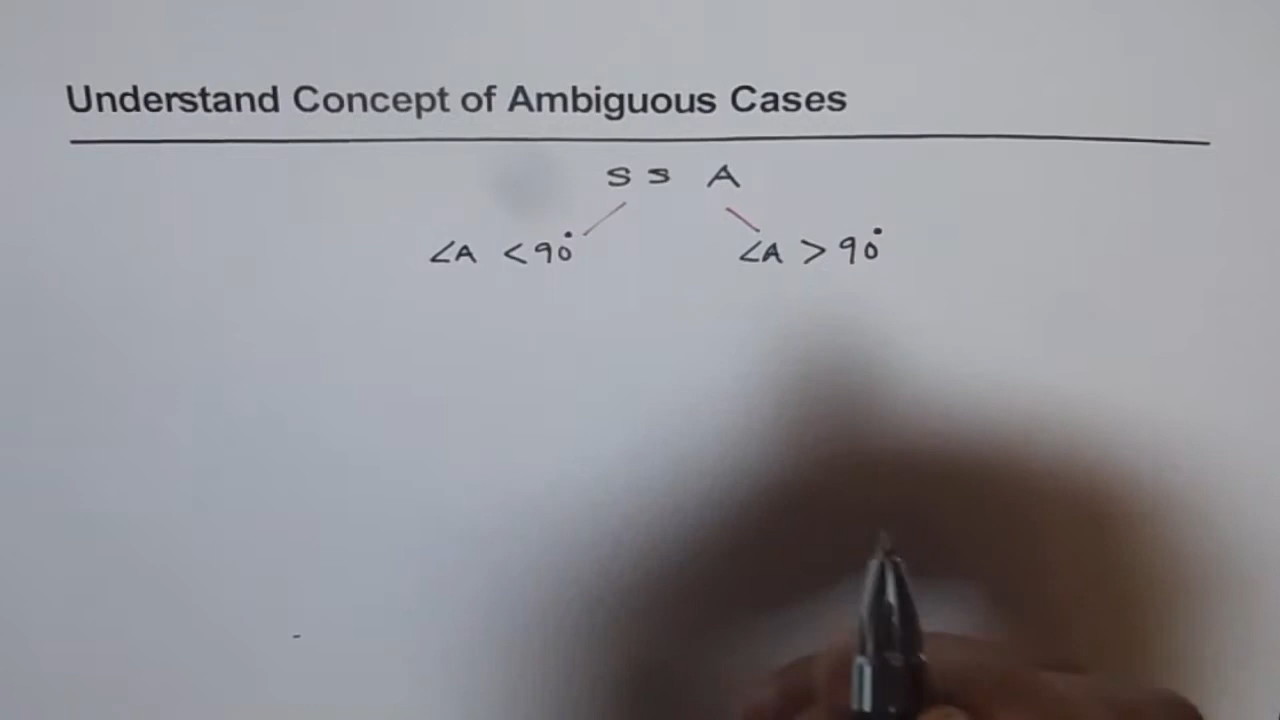 Understand Concept of Ambiguous Cases
S S A
∠A < 90° ∠A > 90°